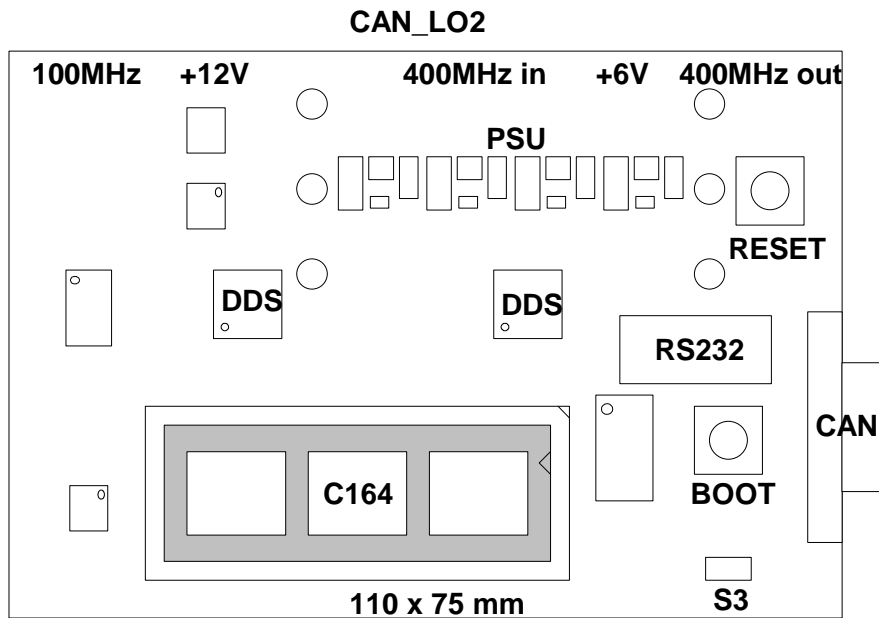 CAN_LO2
100MHz +12V 400MHz in +6V 400MHz out
PSU
RESET
DDS DDS
RS232
CAN
C164
BOOT
110 x 75 mm
S3